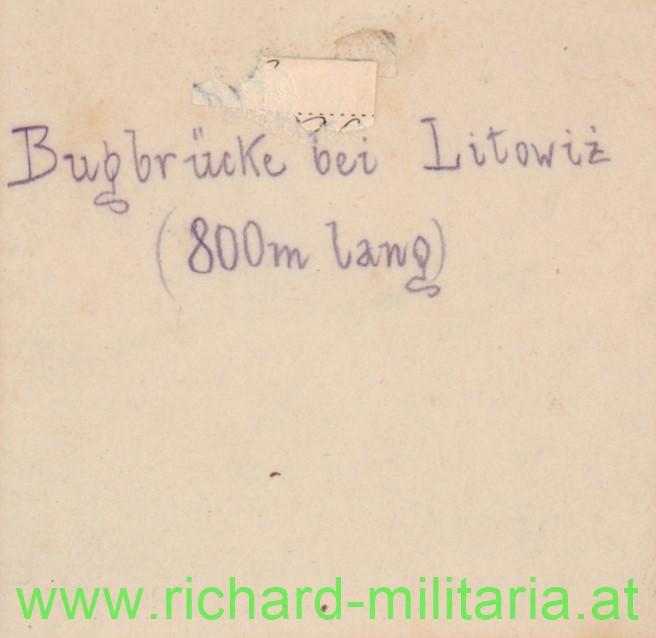 Bugbrücke bei Litowiż
(800m lang)
www.richard-militaria.at